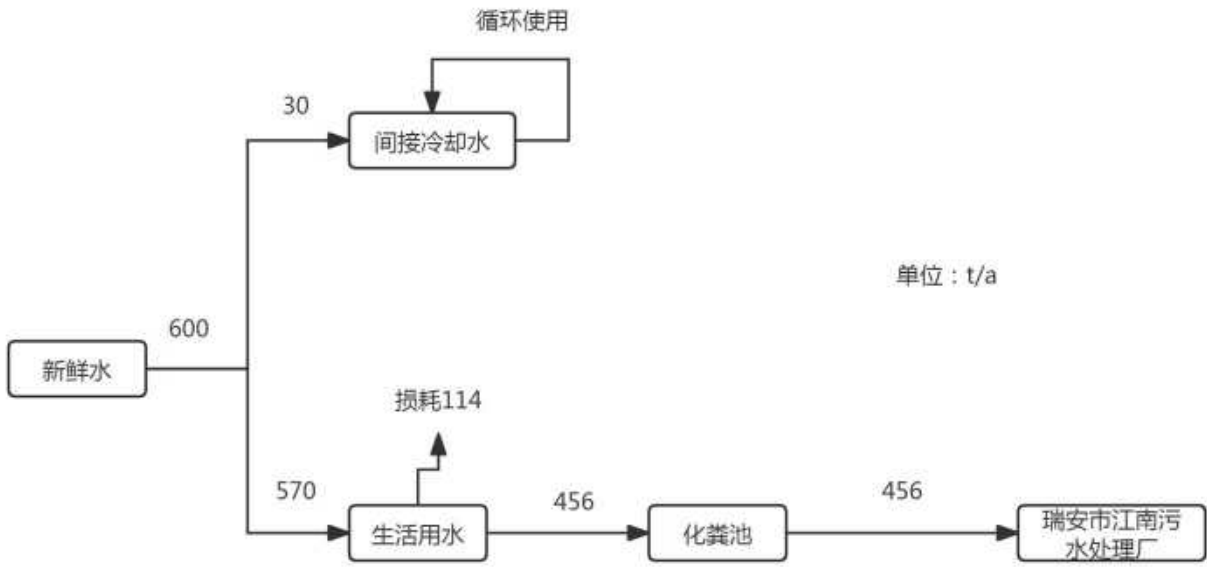 循环使用
30
间接冷却水
单位：t/a
600
新鲜水
损耗114
570
456
456
生活用水
化粪池
瑞安市江南污
水处理厂